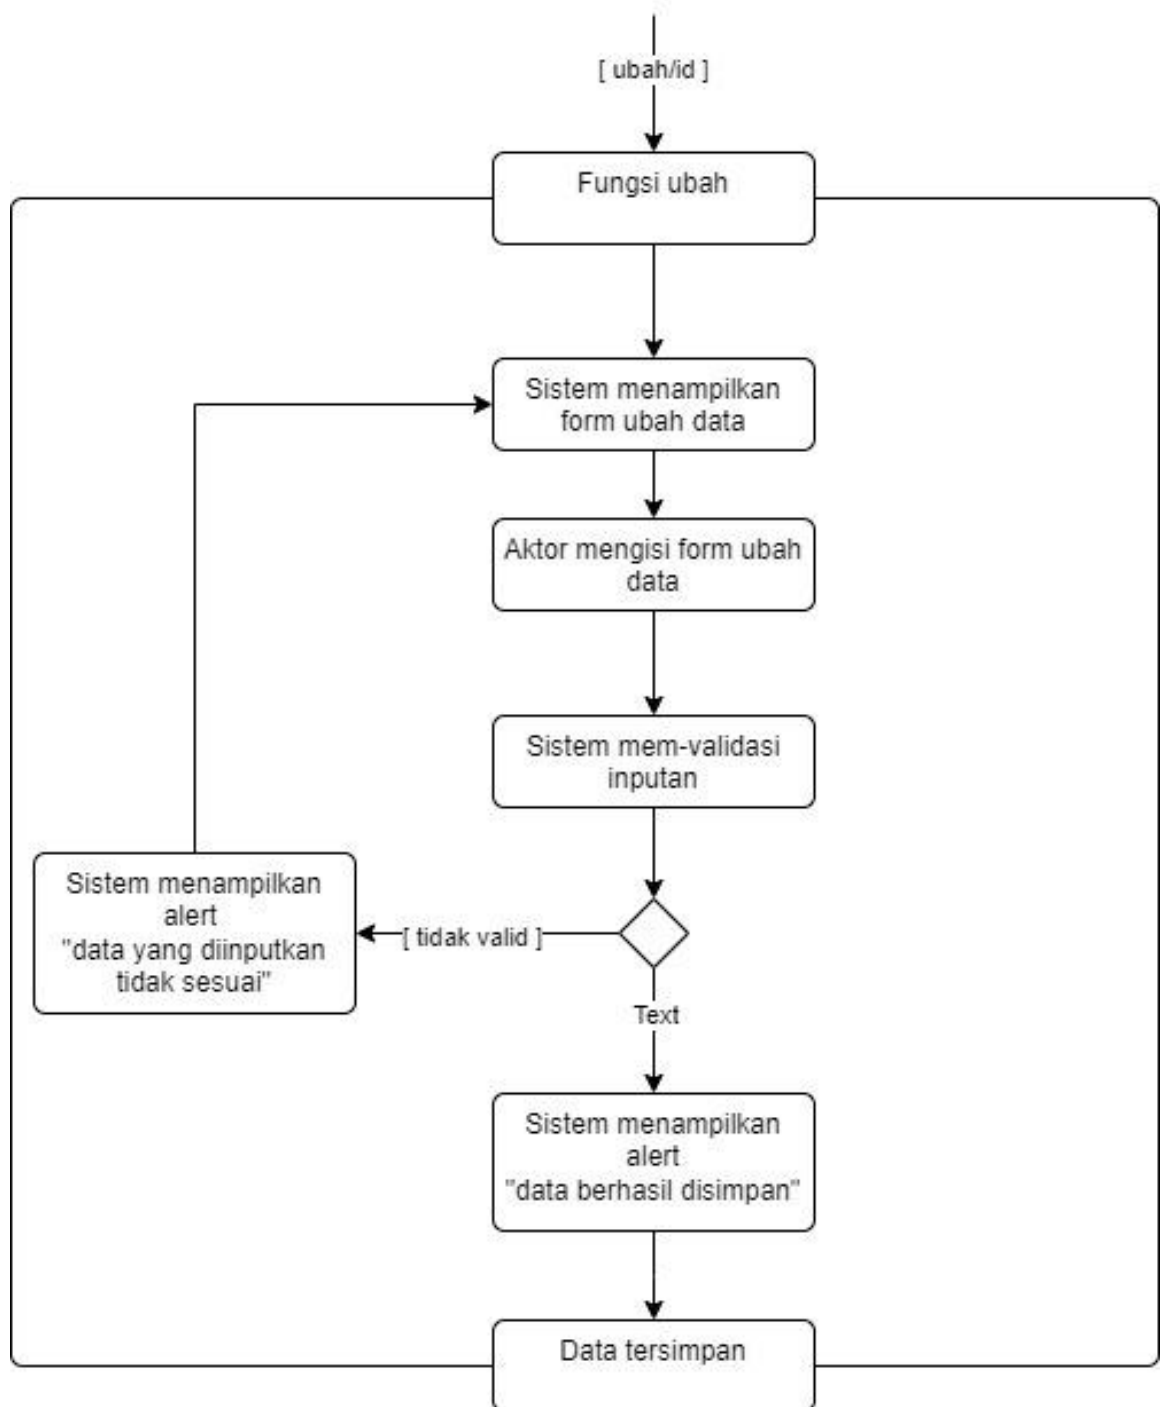 [ ubah/id ]
Fungsi ubah
Sistem menampilkan
form ubah data
Aktor mengisi form ubah
data
Sistem mem-validasi
inputan
Sistem menampilkan
alert
"data yang diinputkan
tidak sesuai"
[ tidak valid ]
Text
Sistem menampilkan
alert
"data berhasil disimpan"
Data tersimpan